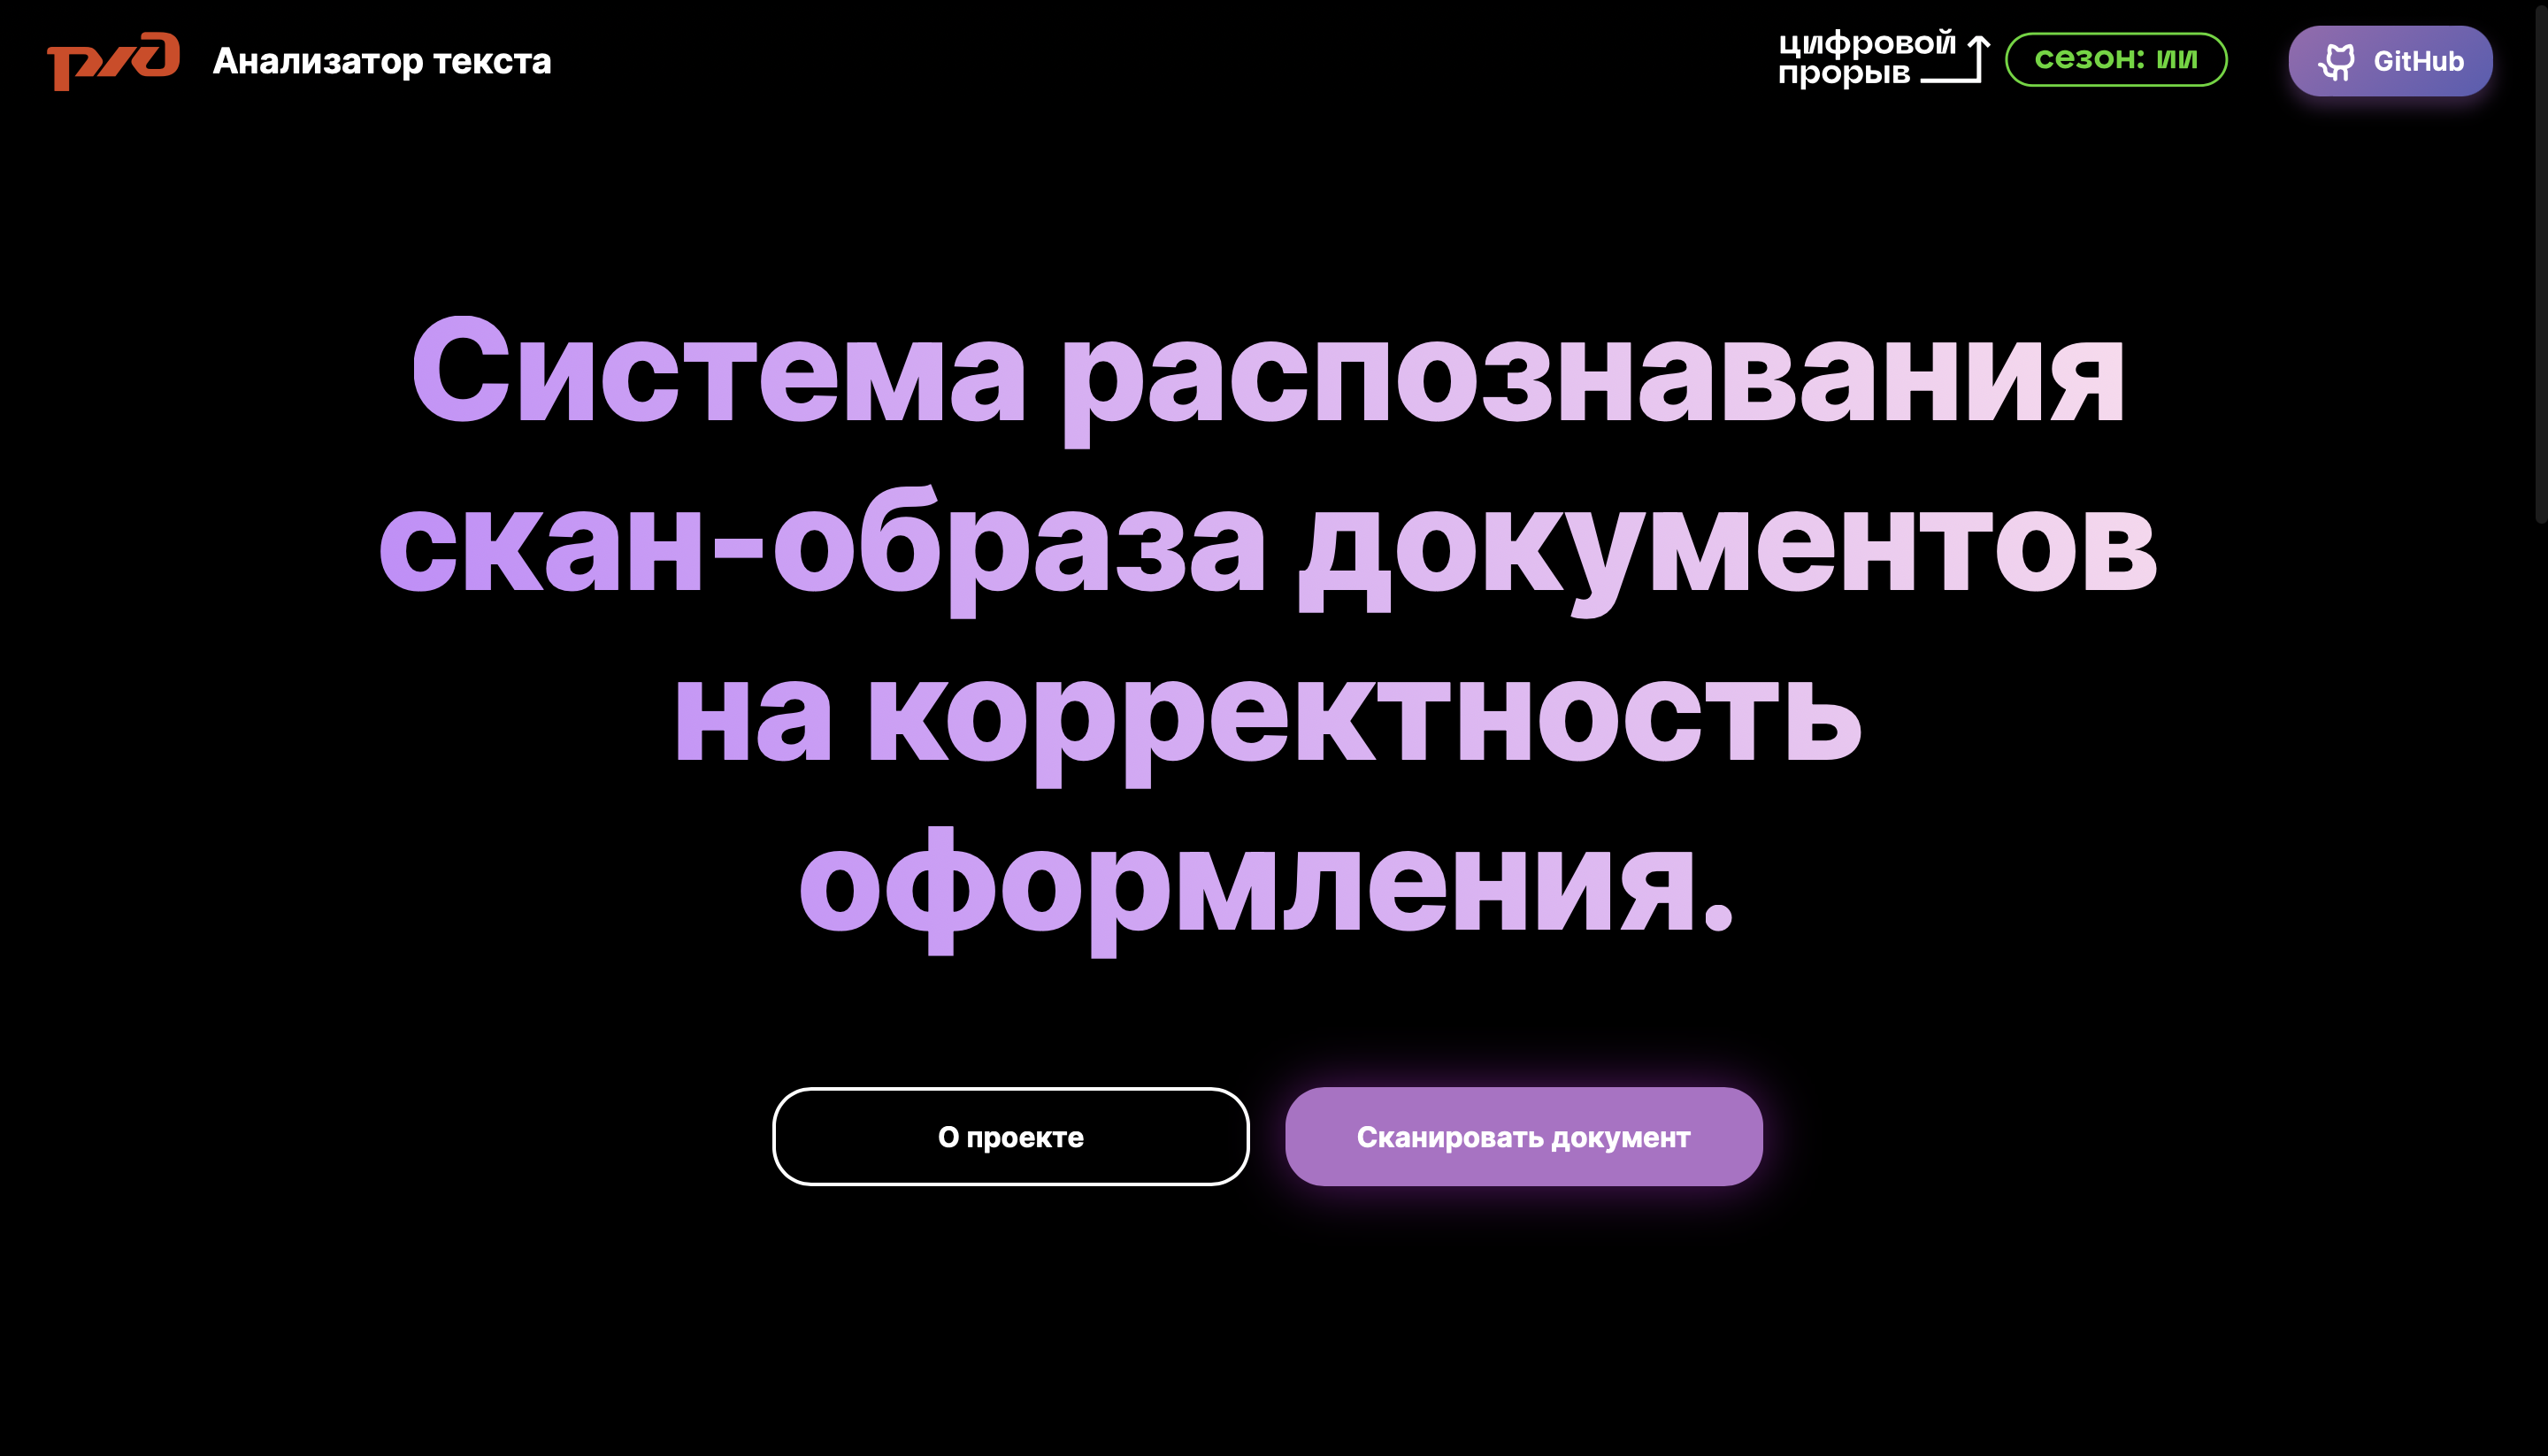 ржд
Анализатор текста
цифровой
прорыв
сезон: ии
GitHub
Система распознавания
скан-образа документов
на корректность
оформления.
О проекте
Сканировать документ